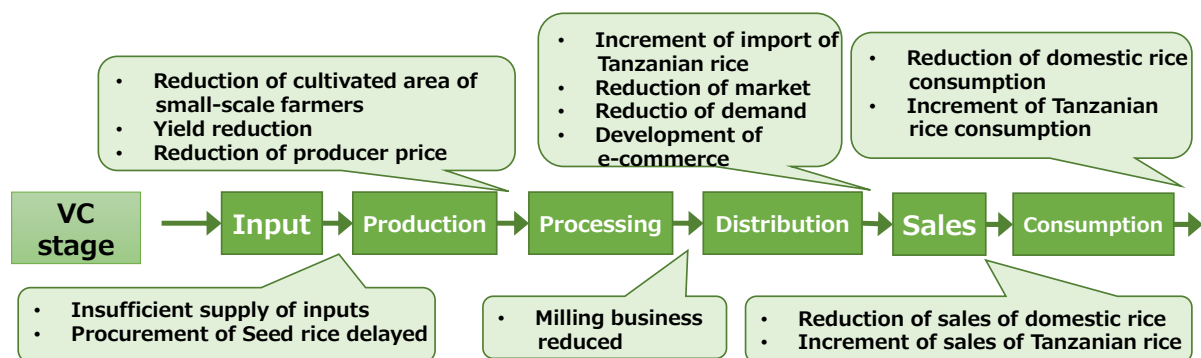 • Reduction of cultivated area of
small-scale farmers
• Yield reduction
• Reduction of producer price
• Increment of import of
Tanzanian rice
• Reduction of market
• Reductio of demand
• Development of
e-commerce
• Reduction of domestic rice
consumption
• Increment of Tanzanian
rice consumption
VC
stage
Input
Production
Processing
Distribution
Sales
Consumption
• Insufficient supply of inputs
• Procurement of Seed rice delayed
• Milling business
reduced
• Reduction of sales of domestic rice
• Increment of sales of Tanzanian rice